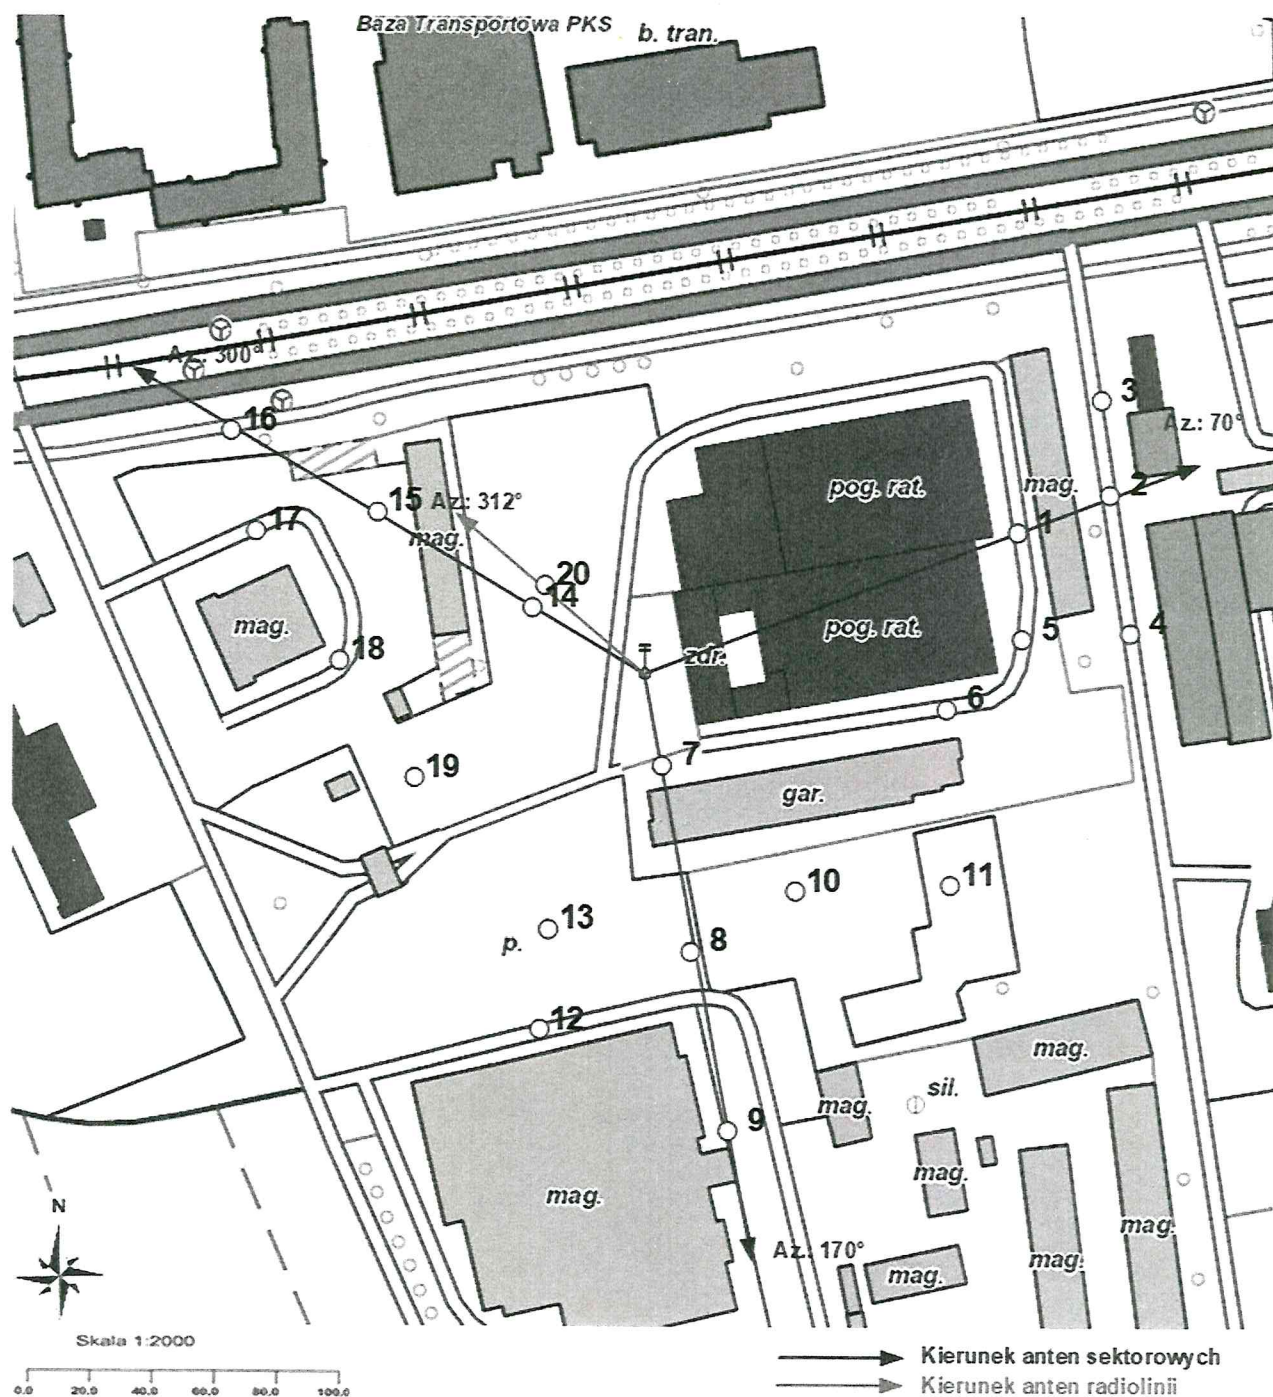 Baza Transportowa PKS
b. tran.
Az.: 300°
16
3
Az.: 70°
pog. rat.
mag.
2
15
Az.: 312°
mag.
17
1
20
14
mag.
pog. rat.
5
4
18
zdr.
6
7
19
gar.
10
11
13
p.
8
12
mag.
sil.
mag.
9
mag.
mag.
mag.
N
Az.: 170°
mag.
mag.
Skala 1:2000
0.0 20.0 40.0 60.0 80.0 100.0
Kierunek anten sektorowych
Kierunek anten radiolinii